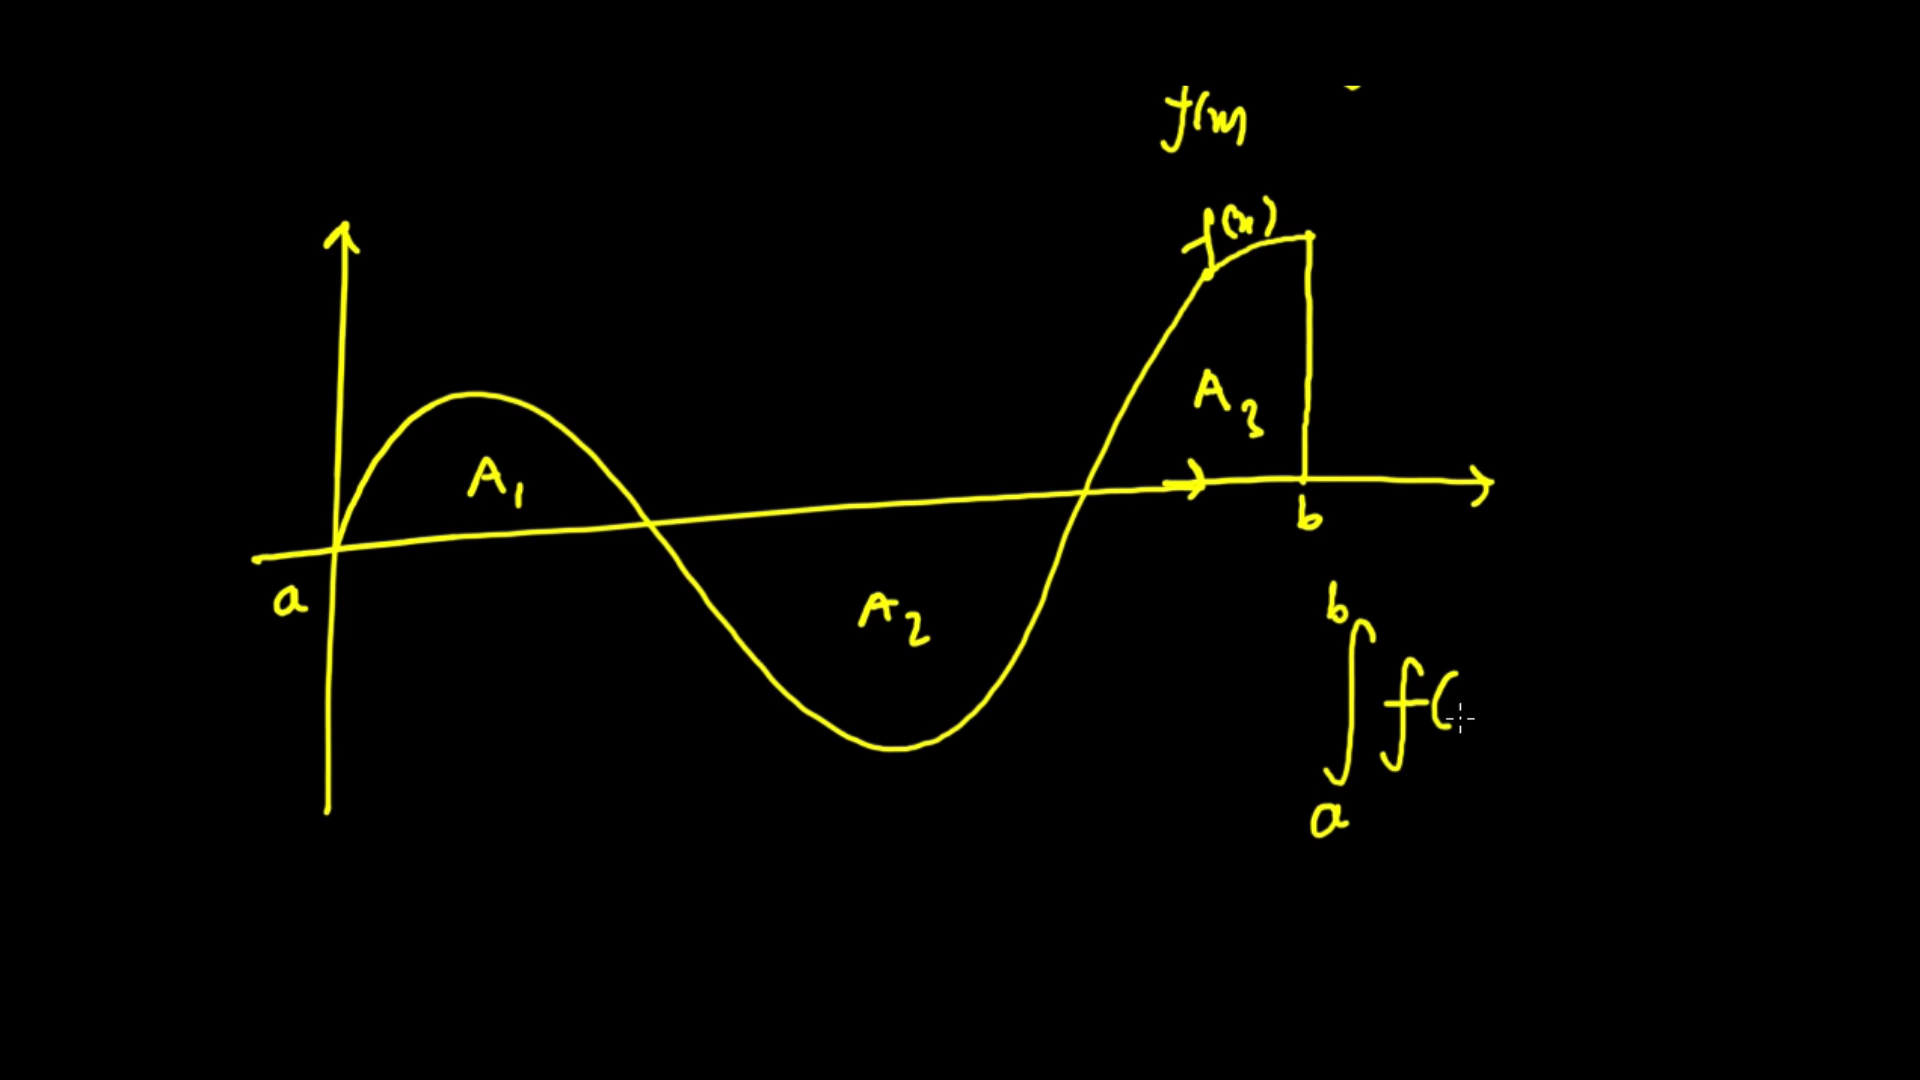 f(x)
f(x)
A₁
A₃
b
a
A₂
b
∫ f(
a